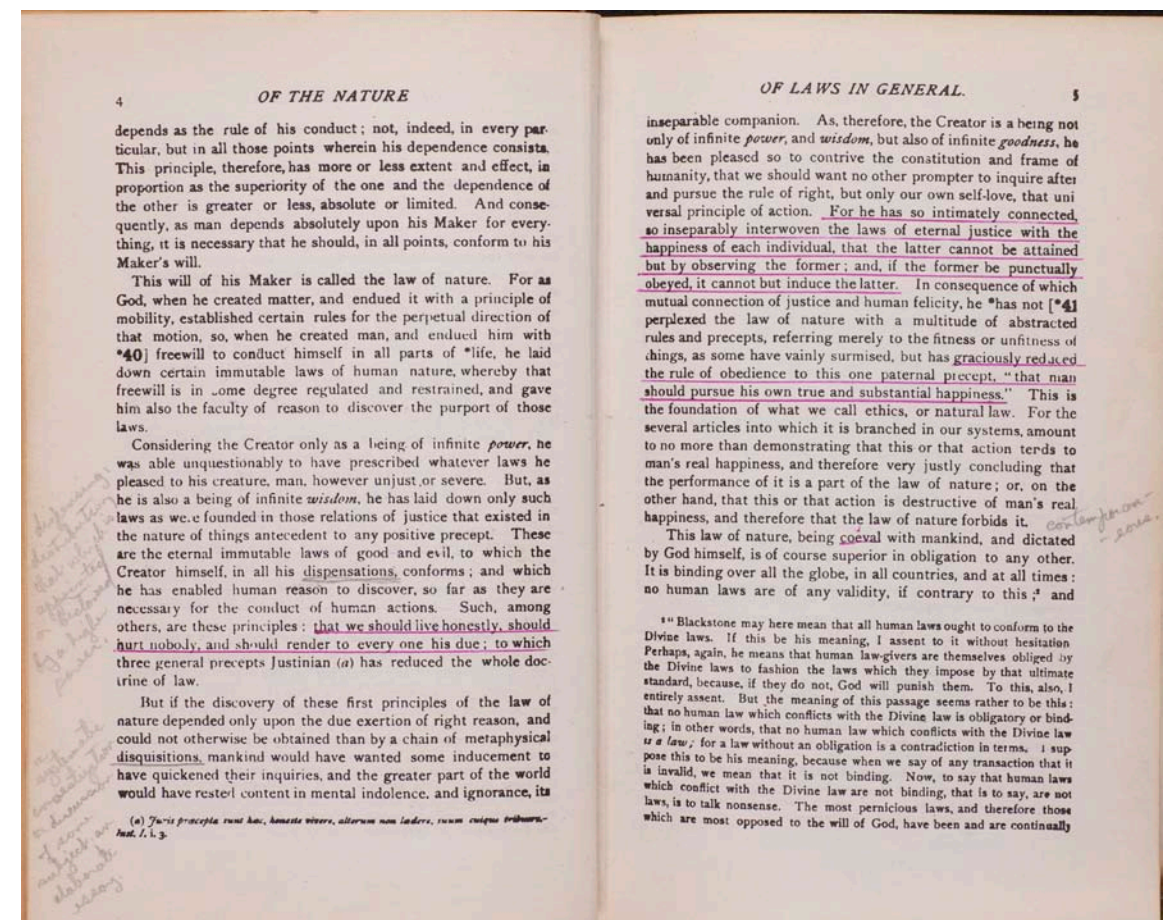 4
OF THE NATURE
depends as the rule of his conduct ; not, indeed, in every par-
ticular, but in all those points wherein his dependence consists.
This principle, therefore, has more or less extent and effect, in
proportion as the superiority of the one and the dependence of
the other is greater or less, absolute or limited. And conse-
quently, as man depends absolutely upon his Maker for every-
thing, it is necessary that he should, in all points, conform to his
Maker's will.
This will of his Maker is called the law of nature. For as
God, when he created matter, and endued it with a principle of
mobility, established certain rules for the perpetual direction of
that motion, so, when he created man, and endued him with
*40] freewill to conduct himself in all parts of *life, he laid
down certain immutable laws of human nature, whereby that
freewill is in some degree regulated and restrained, and gave
him also the faculty of reason to discover the purport of those
laws.
Considering the Creator only as a being of infinite power, he
was able unquestionably to have prescribed whatever laws he
pleased to his creature, man, however unjust or severe. But, as
he is also a being of infinite wisdom, he has laid down only such
laws as were founded in those relations of justice that existed in
the nature of things antecedent to any positive precept. These
are the eternal immutable laws of good and evil, to which the
Creator himself, in all his dispensations, conforms ; and which
he has enabled human reason to discover, so far as they are
necessary for the conduct of human actions. Such, among
others, are these principles : that we should live honestly, should
hurt nobody, and should render to every one his due ; to which
three general precepts Justinian (a) has reduced the whole doc-
trine of law.
But if the discovery of these first principles of the law of
nature depended only upon the due exertion of right reason, and
could not otherwise be obtained than by a chain of metaphysical
disquisitions, mankind would have wanted some inducement to
have quickened their inquiries, and the greater part of the world
would have rested content in mental indolence, and ignorance, its
(a) Juris præcepta sunt hæc, honeste vivere, alterum non lædere, suum cuique tribuere.
Inst. l. i. 3.
dispensing;
distributing
that which is
appointed
or bestowed
by a higher
power.
systematic
discussion
of some
subject, an
elaborate
essay.
OF LAWS IN GENERAL.
5
inseparable companion. As, therefore, the Creator is a being not
only of infinite power, and wisdom, but also of infinite goodness, he
has been pleased so to contrive the constitution and frame of
humanity, that we should want no other prompter to inquire after
and pursue the rule of right, but only our own self-love, that uni
versal principle of action. For he has so intimately connected,
so inseparably interwoven the laws of eternal justice with the
happiness of each individual, that the latter cannot be attained
but by observing the former ; and, if the former be punctually
obeyed, it cannot but induce the latter. In consequence of which
mutual connection of justice and human felicity, he *has not [*41
perplexed the law of nature with a multitude of abstracted
rules and precepts, referring merely to the fitness or unfitness of
things, as some have vainly surmised, but has graciously reduced
the rule of obedience to this one paternal precept, "that man
should pursue his own true and substantial happiness." This is
the foundation of what we call ethics, or natural law. For the
several articles into which it is branched in our systems, amount
to no more than demonstrating that this or that action tends to
man's real happiness, and therefore very justly concluding that
the performance of it is a part of the law of nature ; or, on the
other hand, that this or that action is destructive of man's real
happiness, and therefore that the law of nature forbids it.
contemporan-
eous.
This law of nature, being coëval with mankind, and dictated
by God himself, is of course superior in obligation to any other.
It is binding over all the globe, in all countries, and at all times :
no human laws are of any validity, if contrary to this ;³ and
³ " Blackstone may here mean that all human laws ought to conform to the
Divine laws. If this be his meaning, I assent to it without hesitation
Perhaps, again, he means that human law-givers are themselves obliged by
the Divine laws to fashion the laws which they impose by that ultimate
standard, because, if they do not, God will punish them. To this, also, I
entirely assent. But the meaning of this passage seems rather to be this :
that no human law which conflicts with the Divine law is obligatory or bind-
ing ; in other words, that no human law which conflicts with the Divine law
is a law; for a law without an obligation is a contradiction in terms. I sup-
pose this to be his meaning, because when we say of any transaction that it
is invalid, we mean that it is not binding. Now, to say that human laws
which conflict with the Divine law are not binding, that is to say, are not
laws, is to talk nonsense. The most pernicious laws, and therefore those
which are most opposed to the will of God, have been and are continually